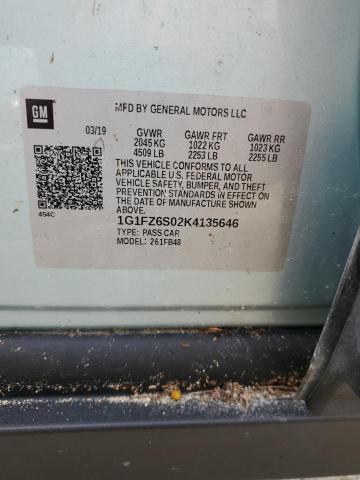 GM
MFD BY GENERAL MOTORS LLC
03/19 GVWR GAWR FRT GAWR RR
2045 KG 1022 KG 1023 KG
4509 LB 2253 LB 2255 LB
THIS VEHICLE CONFORMS TO ALL
APPLICABLE U.S. FEDERAL MOTOR
VEHICLE SAFETY, BUMPER, AND THEFT
PREVENTION STANDARDS IN EFFECT ON
THE DATE OF MANUFACTURE SHOWN
ABOVE.
454C
1G1FZ6S02K4135646
TYPE: PASS CAR
MODEL: 261FB48